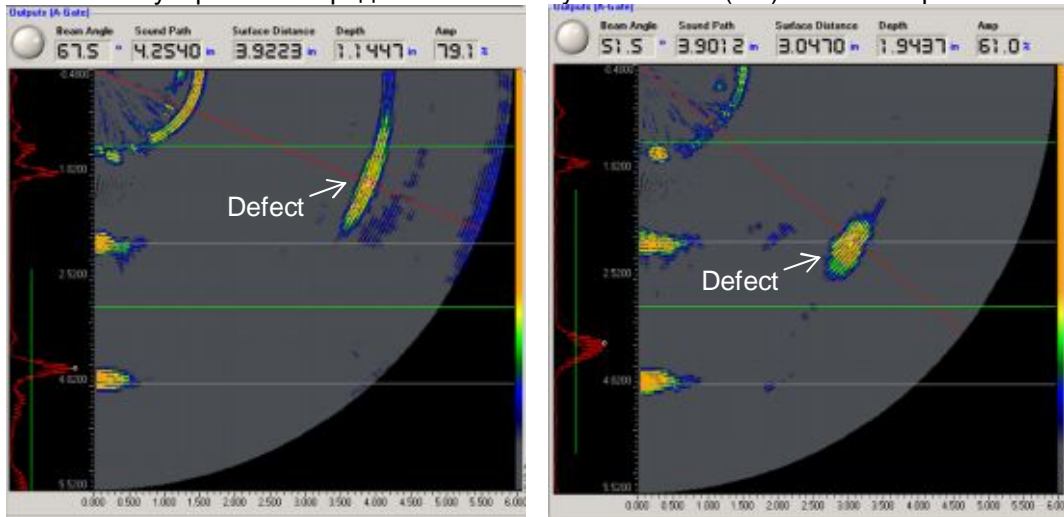 Outputs (A-Gate)
Beam Angle Sound Path Surface Distance Depth Amp
67.5 ° 4.2540 in 3.9223 in 1.1447 in 79.1 %
Defect
0.000 0.500 1.000 1.500 2.000 2.500 3.000 3.500 4.000 4.500 5.000 5.500 6.000
Outputs (A-Gate)
Beam Angle Sound Path Surface Distance Depth Amp
51.5 ° 3.9012 in 3.0470 in 1.9437 in 61.0 %
Defect
0.000 0.500 1.000 1.500 2.000 2.500 3.000 3.500 4.000 4.500 5.000 5.500